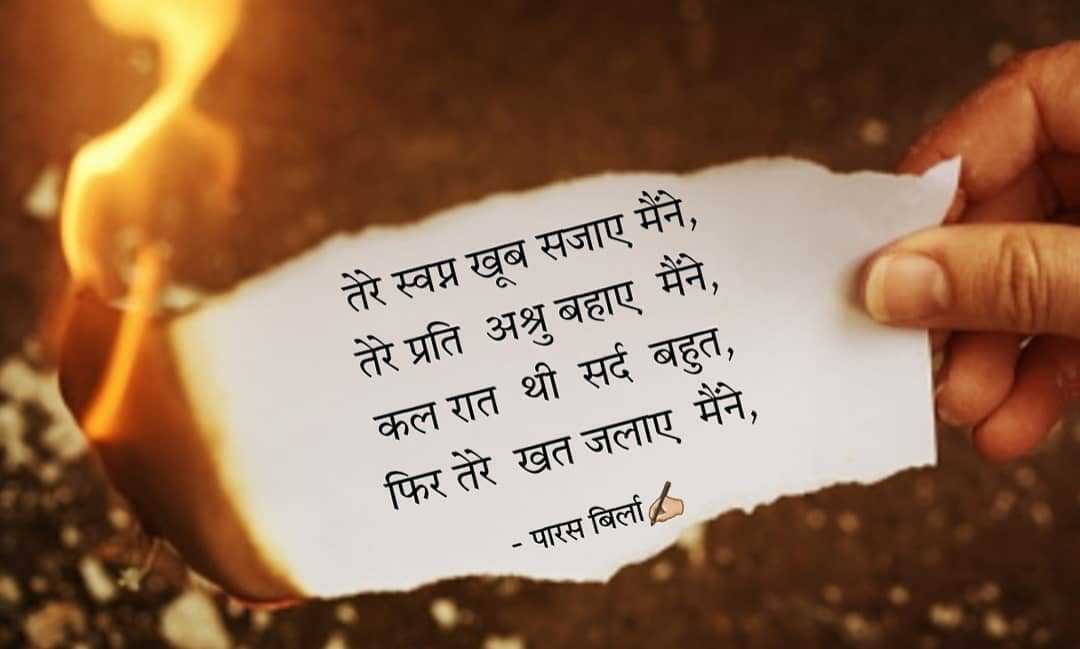 तेरे स्वप्न खूब सजाए मैंने,
तेरे प्रति अश्रु बहाए मैंने,
कल रात थी सर्द बहुत,
फिर तेरे खत जलाए मैंने,
- पारस बिर्ला✍🏼